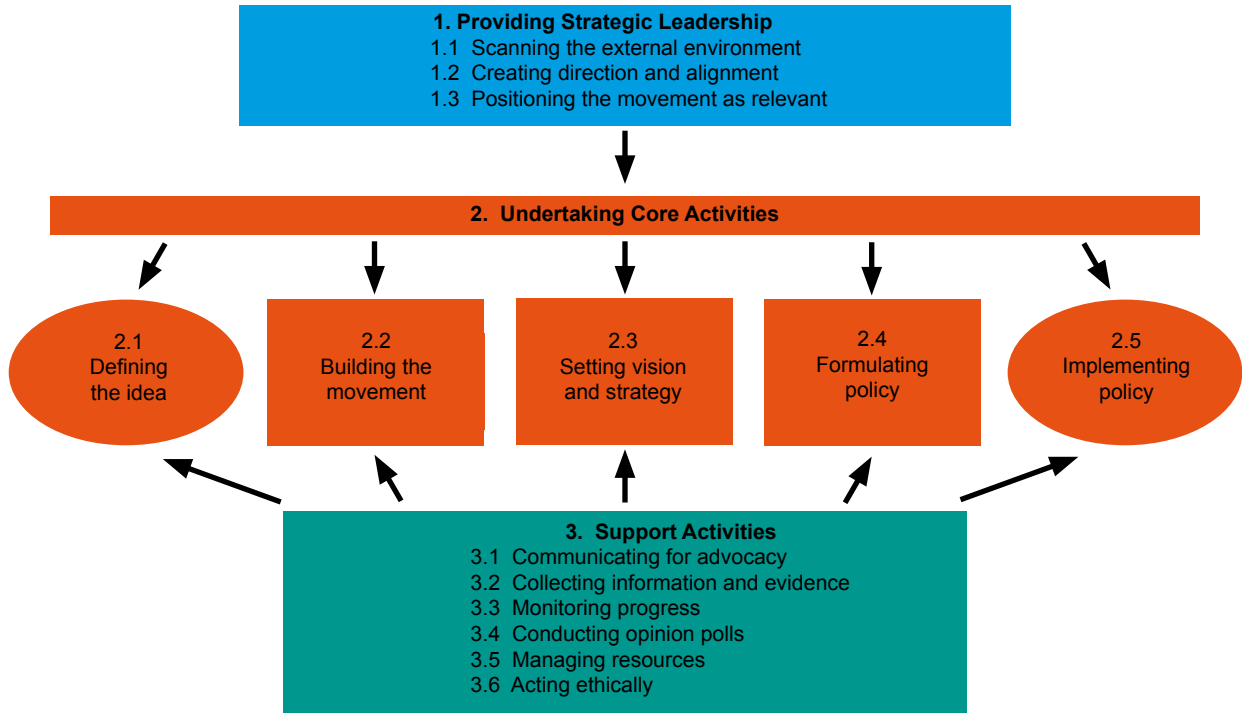 1. Providing Strategic Leadership
1.1 Scanning the external environment
1.2 Creating direction and alignment
1.3 Positioning the movement as relevant
2. Undertaking Core Activities
2.1
Defining
the idea
2.2
Building the
movement
2.3
Setting vision
and strategy
2.4
Formulating
policy
2.5
Implementing
policy
3. Support Activities
3.1 Communicating for advocacy
3.2 Collecting information and evidence
3.3 Monitoring progress
3.4 Conducting opinion polls
3.5 Managing resources
3.6 Acting ethically